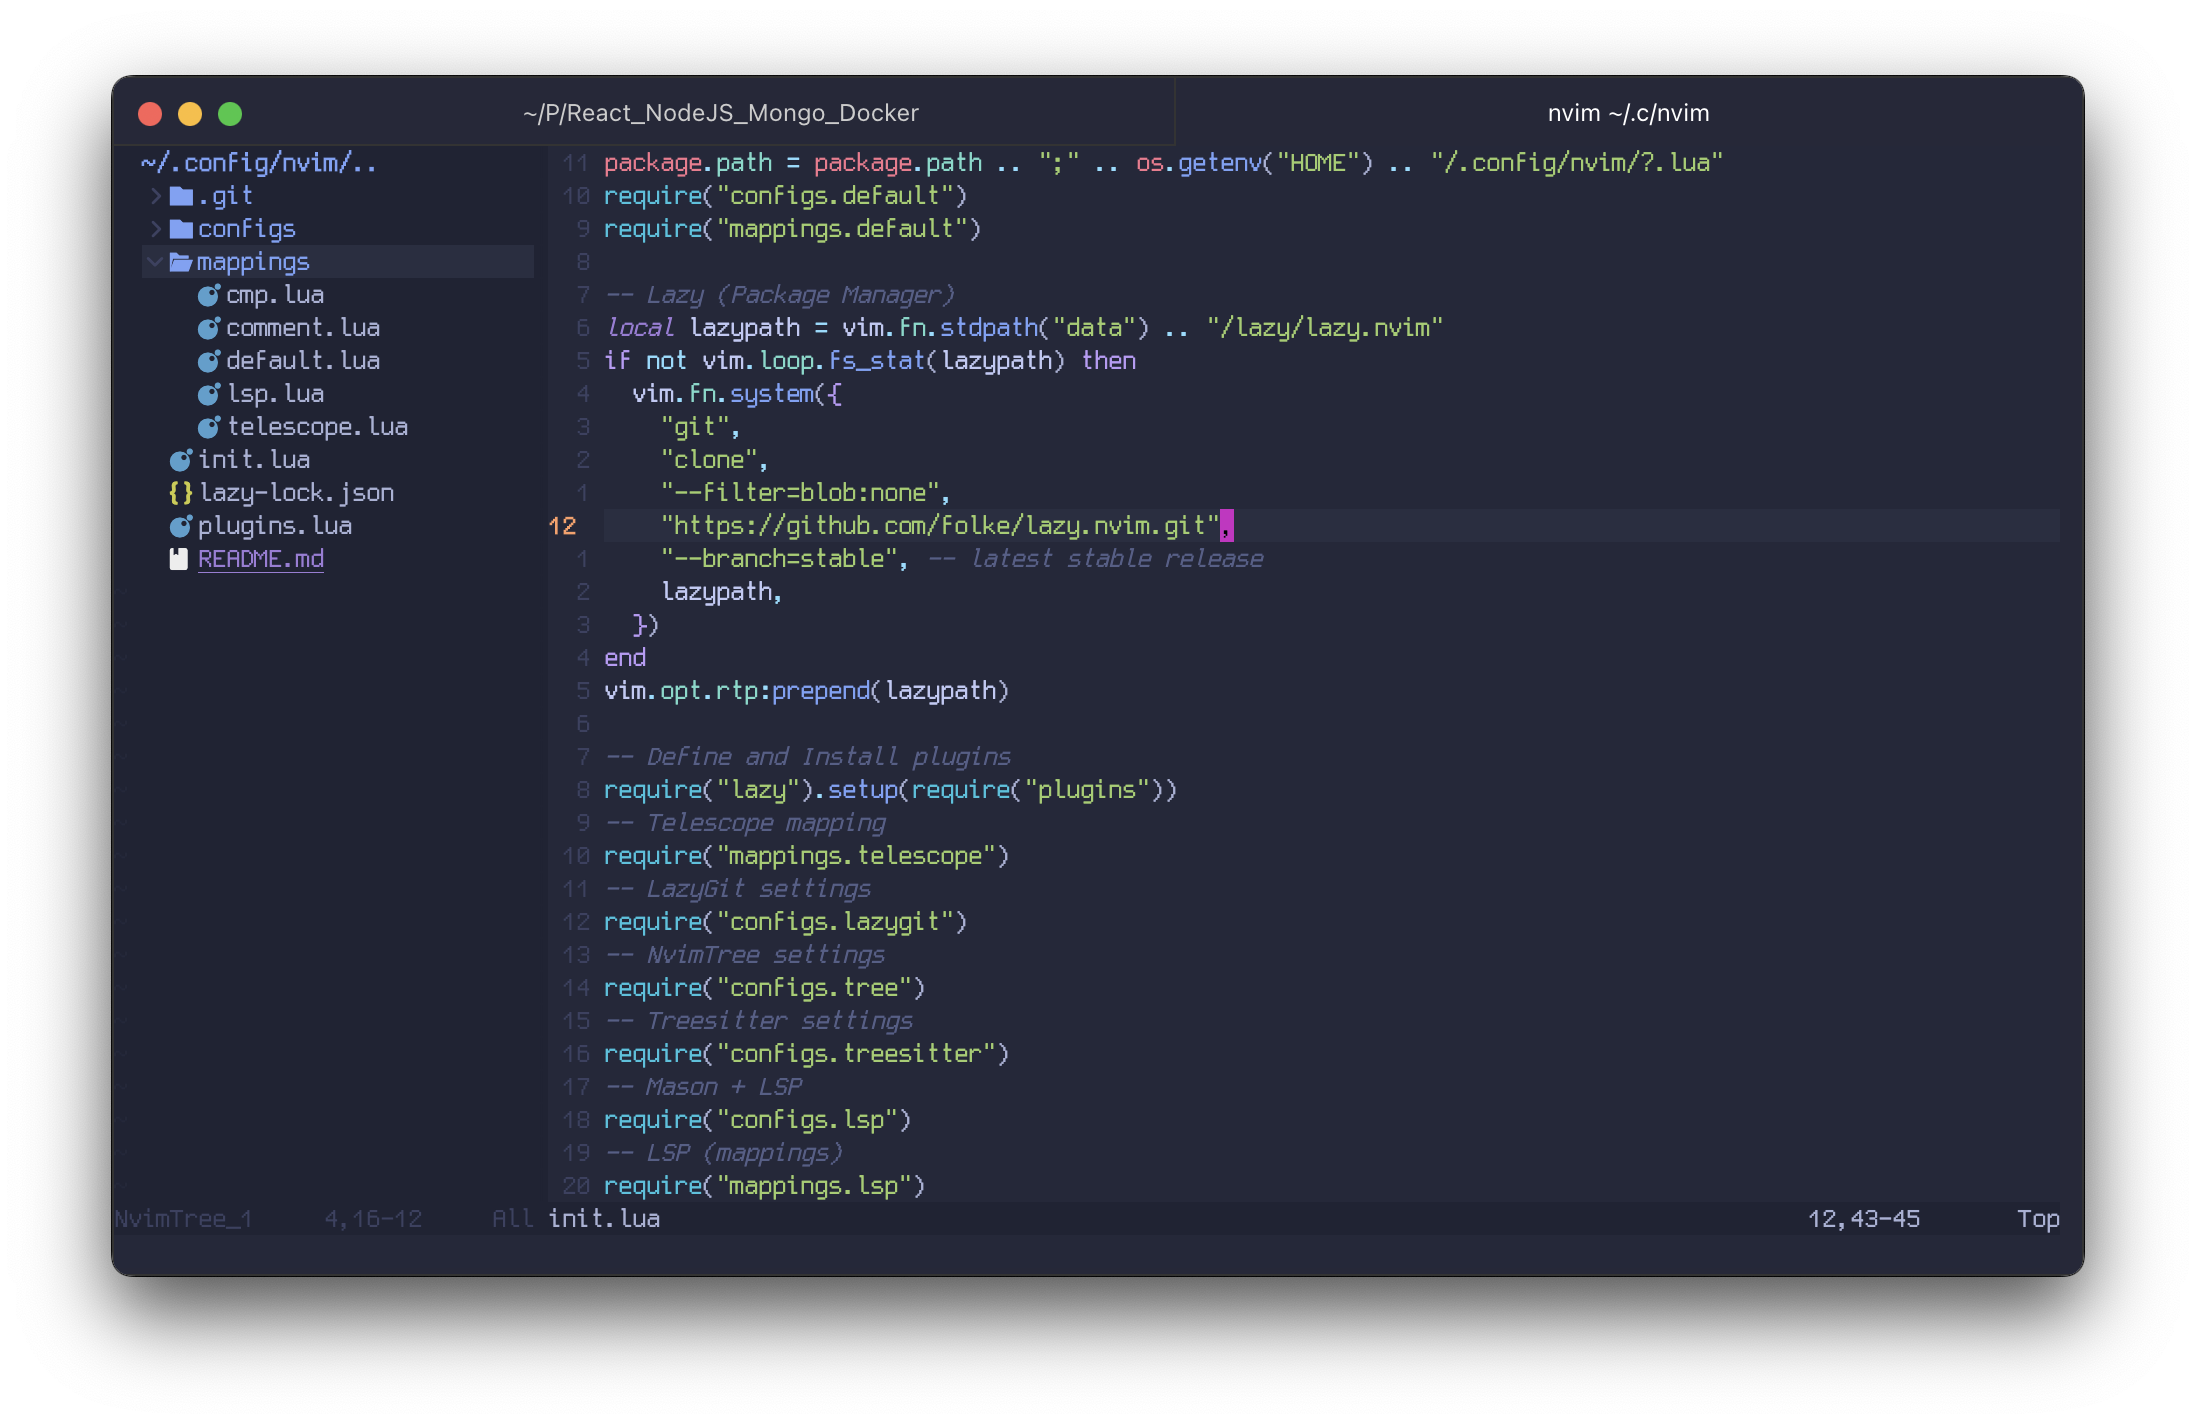 ~/P/React_NodeJS_Mongo_Docker
nvim ~/.c/nvim
~/.config/nvim/..
.git
configs
mappings
cmp.lua
comment.lua
default.lua
lsp.lua
telescope.lua
init.lua
lazy-lock.json
plugins.lua
README.md
11 package.path = package.path .. ";" .. os.getenv("HOME") .. "/.config/nvim/?.lua"
10 require("configs.default")
9 require("mappings.default")
8
7 -- Lazy (Package Manager)
6 local lazypath = vim.fn.stdpath("data") .. "/lazy/lazy.nvim"
5 if not vim.loop.fs_stat(lazypath) then
4   vim.fn.system({
3     "git",
2     "clone",
1     "--filter=blob:none",
12     "https://github.com/folke/lazy.nvim.git",
1     "--branch=stable", -- latest stable release
2     lazypath,
3   })
4 end
5 vim.opt.rtp:prepend(lazypath)
6
7 -- Define and Install plugins
8 require("lazy").setup(require("plugins"))
9 -- Telescope mapping
10 require("mappings.telescope")
11 -- LazyGit settings
12 require("configs.lazygit")
13 -- NvimTree settings
14 require("configs.tree")
15 -- Treesitter settings
16 require("configs.treesitter")
17 -- Mason + LSP
18 require("configs.lsp")
19 -- LSP (mappings)
20 require("mappings.lsp")
NvimTree_1 4,16-12 All init.lua 12,43-45 Top